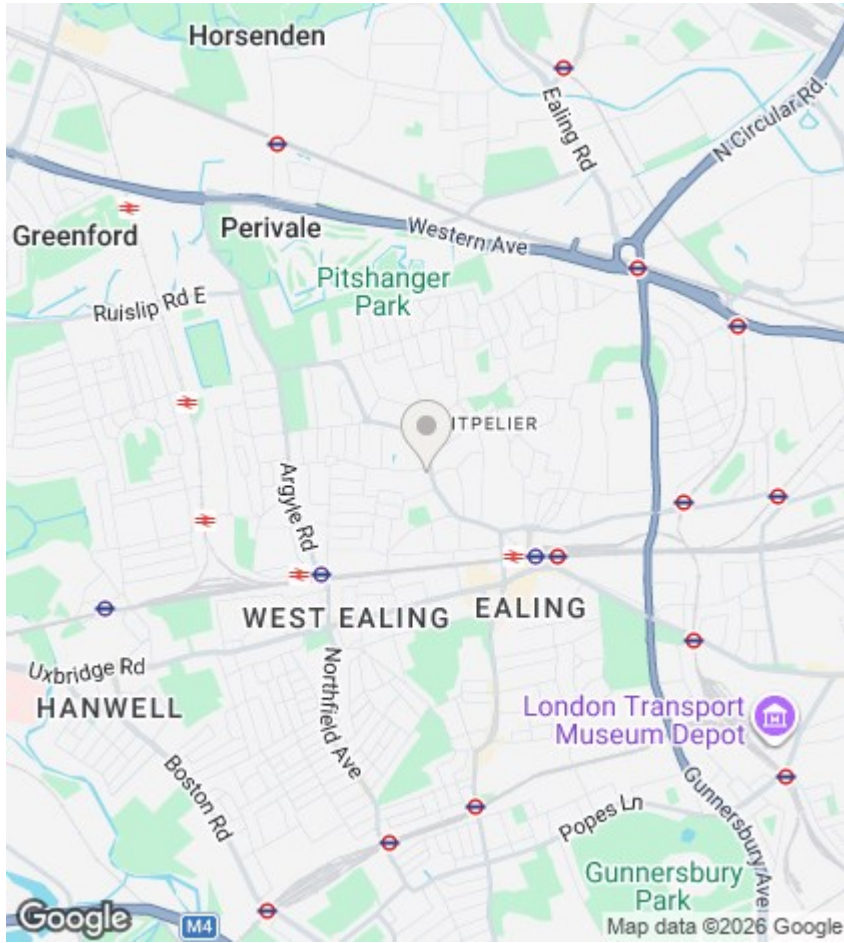 Horsenden
Ealing Rd
N Circular Rd
Greenford
Perivale
Western Ave
Pitshanger
Park
Ruislip Rd E
ITPELIER
Argyle Rd
WEST EALING
EALING
Uxbridge Rd
HANWELL
Northfield Ave
London Transport
Museum Depot
Boston Rd
Popes Ln
Gunnersbury Ave
Gunnersbury
Park
Google
M4
Map data ©2026 Google